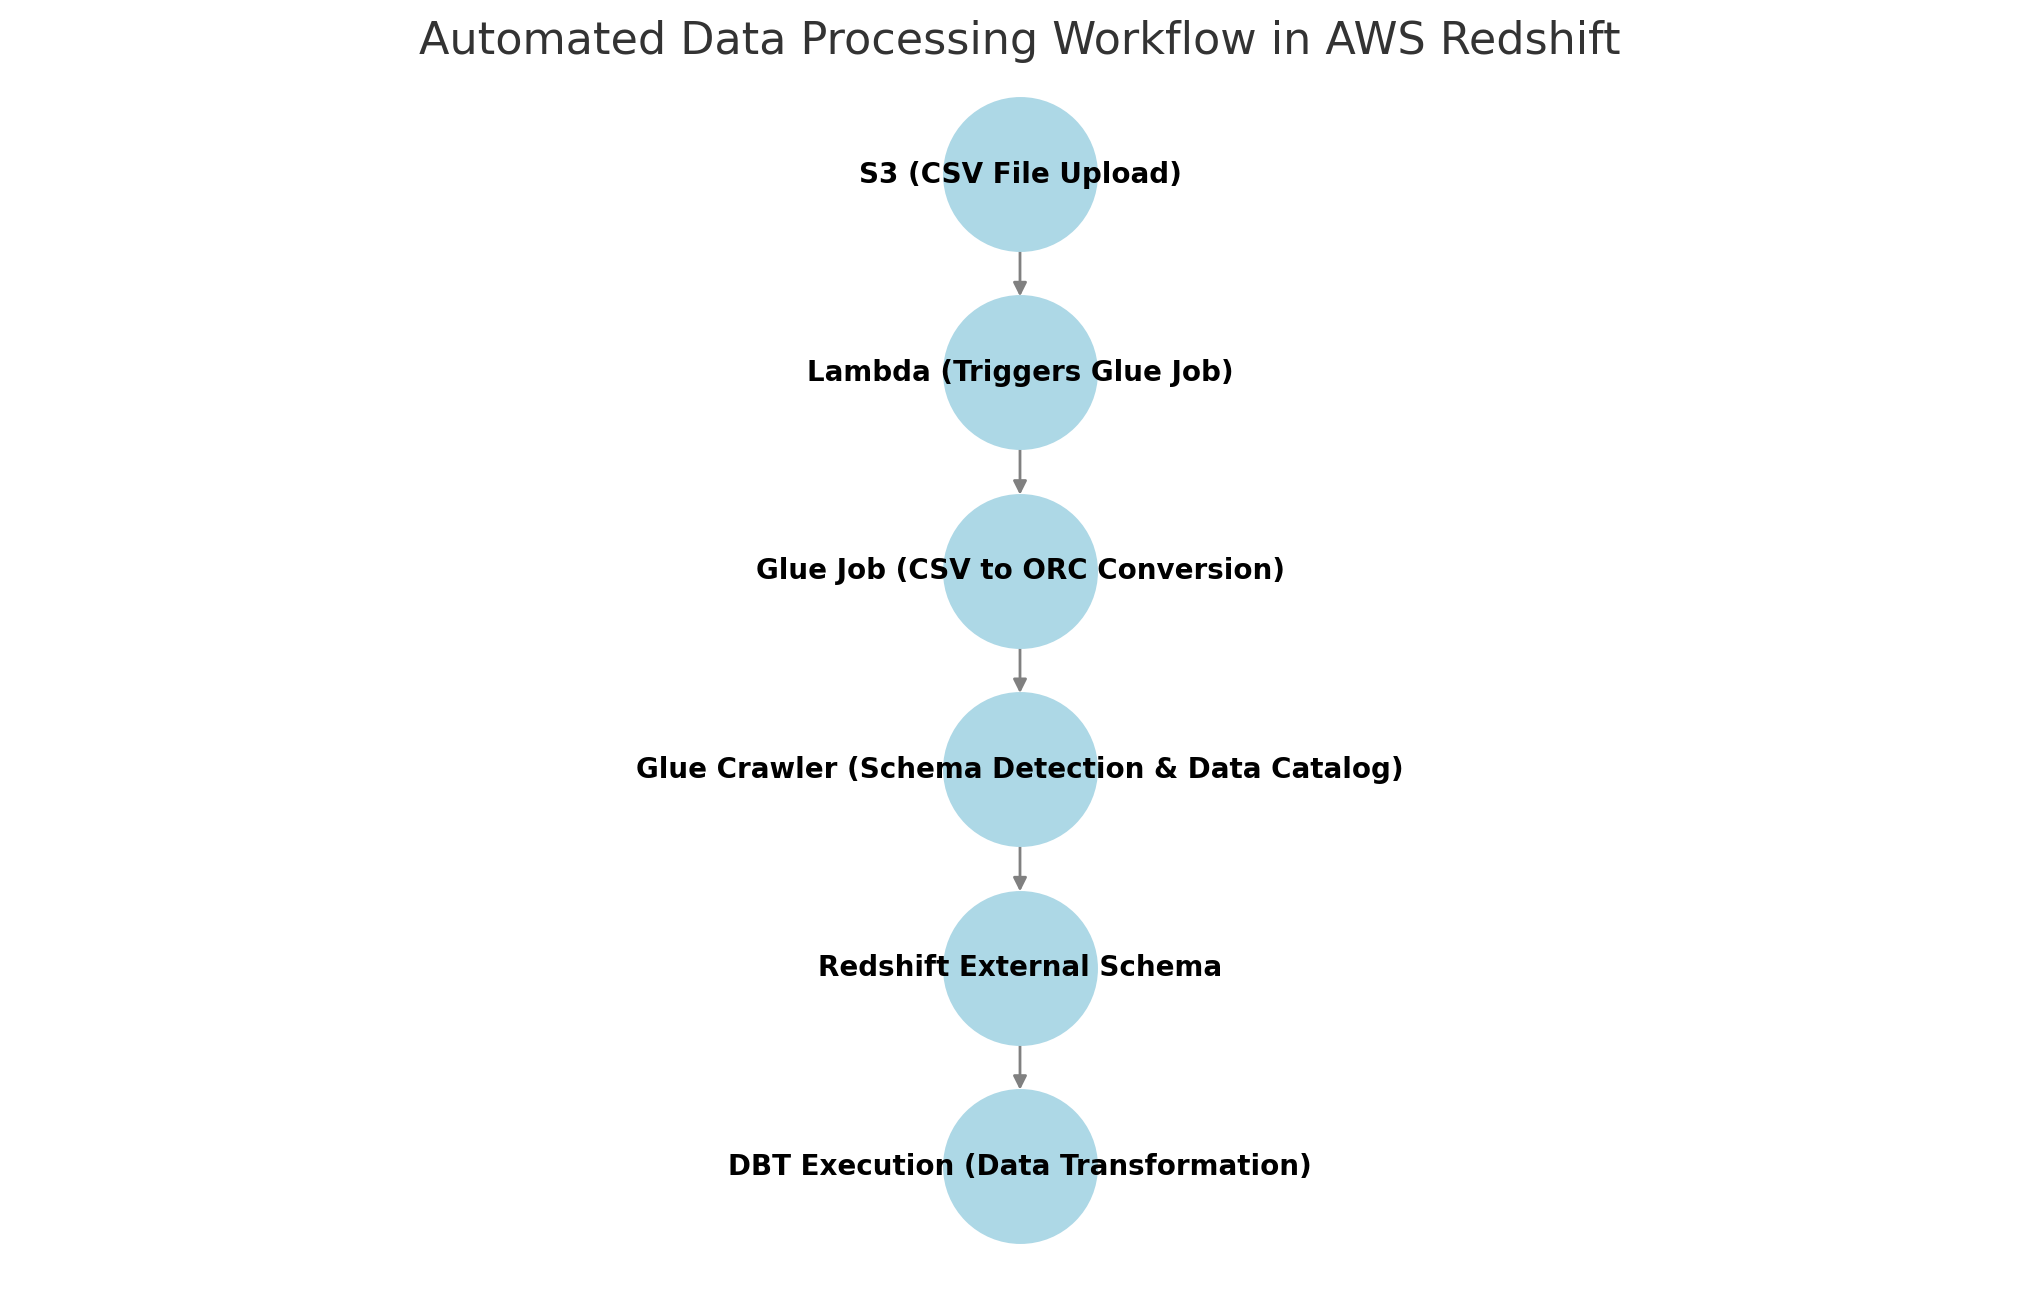 Automated Data Processing Workflow in AWS Redshift
S3 (CSV File Upload)
Lambda (Triggers Glue Job)
Glue Job (CSV to ORC Conversion)
Glue Crawler (Schema Detection & Data Catalog)
Redshift External Schema
DBT Execution (Data Transformation)